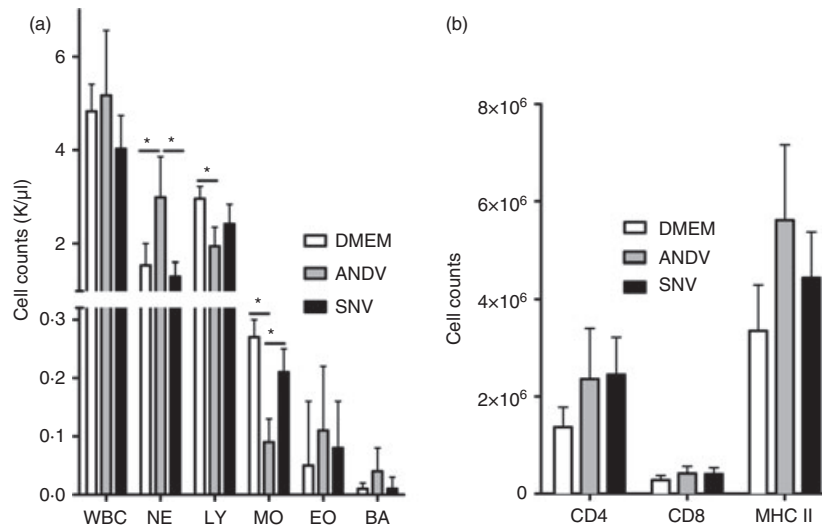 (a)
6
4
2
0·3
0·2
0·1
0·0
Cell counts (K/µl)
* *
*
*
*
DMEM
ANDV
SNV
WBC NE LY MO EO BA
(b)
8×10⁶
6×10⁶
4×10⁶
2×10⁶
0
Cell counts
DMEM
ANDV
SNV
CD4 CD8 MHC II